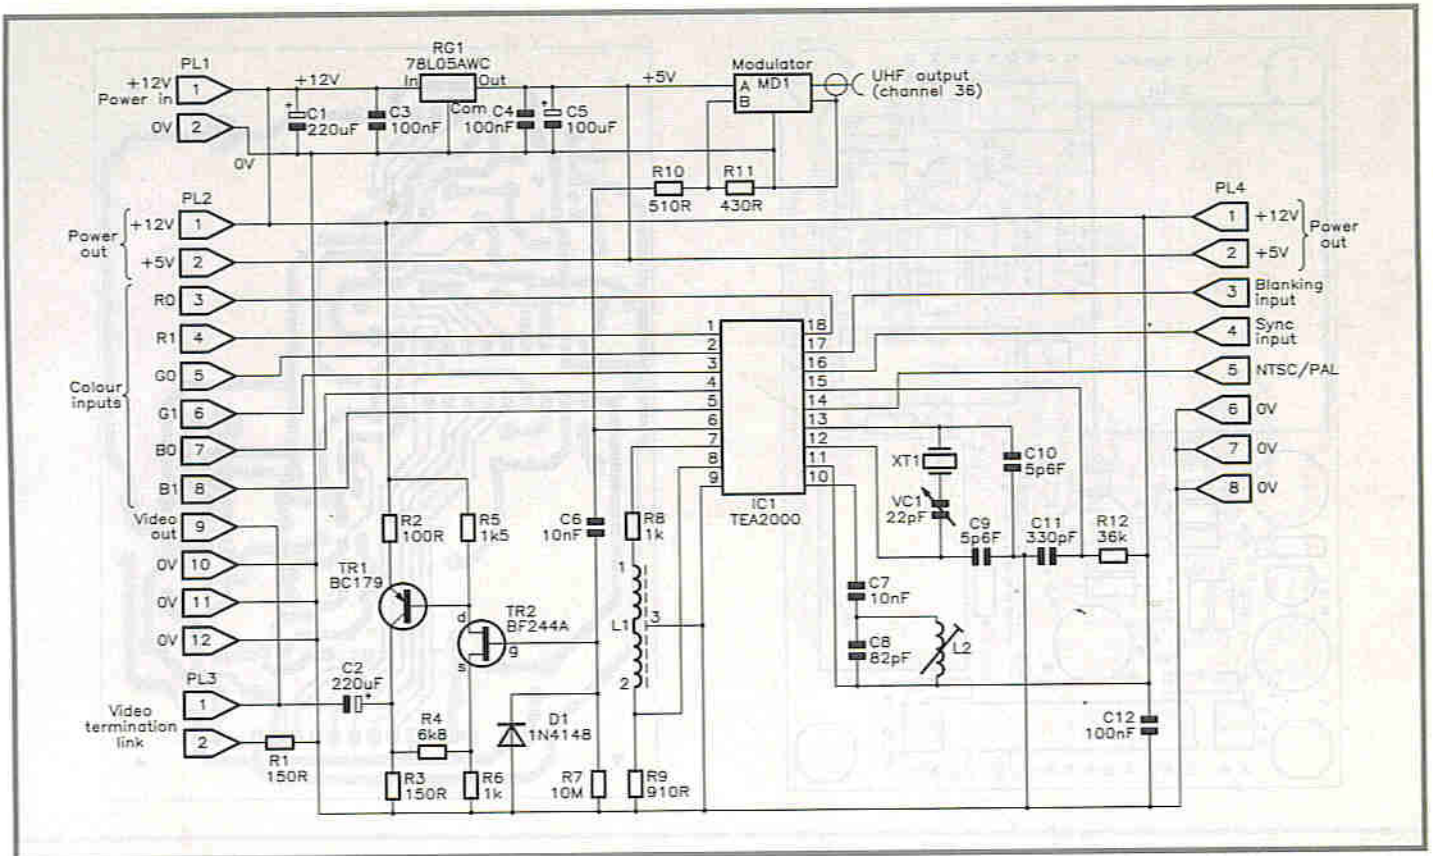 PL1
+12V
Power in
1
0V
2
+12V
0V
C1
220uF
C3
100nF
RG1
78L05AWC
In
Out
Com
C4
100nF
C5
100uF
+5V
Modulator
A
B
MD1
UHF output
(channel 36)
R10
510R
R11
430R
PL2
Power
out
+12V
1
+5V
2
Colour
inputs
R0
3
R1
4
G0
5
G1
6
B0
7
B1
8
Video
out
9
0V
10
0V
11
0V
12
PL3
1
Video
termination
link
2
R1
150R
C2
220uF
+
R2
100R
R5
1k5
TR1
BC179
d
s
g
TR2
BF244A
R4
6k8
R3
150R
R6
1k
D1
1N4148
C6
10nF
R7
10M
R8
1k
1
L1
3
2
R9
910R
1
2
3
4
5
6
7
8
9
18
17
16
15
14
13
12
11
10
IC1
TEA2000
XT1
VC1
22pF
C10
5p6F
C9
5p6F
C11
330pF
R12
36k
C7
10nF
C8
82pF
L2
C12
100nF
PL4
1
+12V
2
+5V
Power
out
3
Blanking
input
4
Sync
input
5
NTSC/PAL
6
0V
7
0V
8
0V